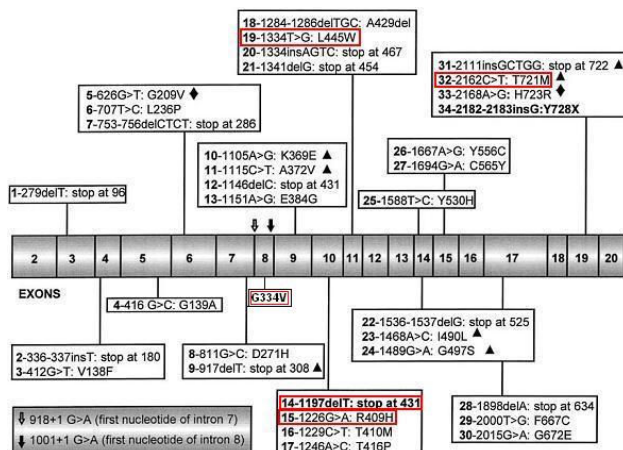 18-1284-1286delTGC: A429del
19-1334T>G: L445W
20-1334insAGTC: stop at 467
21-1341delG: stop at 454
31-2111insGCTGG: stop at 722 ▲
32-2162C>T: T721M ▲
33-2168A>G: H723R ♦
34-2182-2183insG:Y728X
5-626G>T: G209V ♦
6-707T>C: L236P
7-753-756delCTCT: stop at 286
10-1105A>G: K369E ▲
11-1115C>T: A372V ▲
12-1146delC: stop at 431
13-1151A>G: E384G
26-1667A>G: Y556C
27-1694G>A: C565Y
1-279delT: stop at 96
25-1588T>C: Y530H
2 3 4 5 6 7 8 9 10 11 12 13 14 15 16 17 18 19 20
EXONS
4-416 G>C: G139A
G334V
2-336-337insT: stop at 180
3-412G>T: V138F
8-811G>C: D271H
9-917delT: stop at 308 ▲
22-1536-1537delG: stop at 525
23-1468A>C: I490L ▲
24-1489G>A: G497S ▲
14-1197delT: stop at 431
15-1226G>A: R409H
16-1229C>T: T410M
17-1246A>C: T416P
28-1898delA: stop at 634
29-2000T>G: F667C
30-2015G>A: G672E
918+1 G>A (first nucleotide of intron 7)
1001+1 G>A (first nucleotide of intron 8)